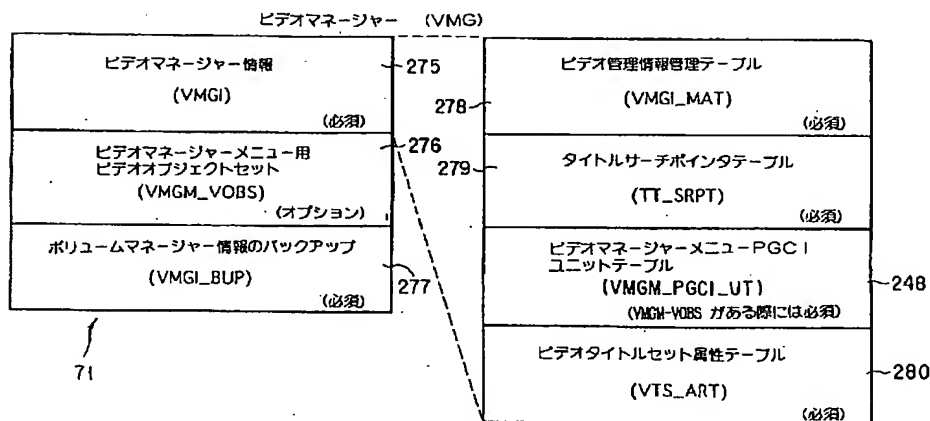 ビデオマネージャー (VMG)
ビデオマネージャー情報
(VMGI)
(必須)
275
ビデオマネージャーメニュー用
ビデオオブジェクトセット
(VMGM_VOBS)
(オプション)
276
ボリュームマネージャー情報のバックアップ
(VMGI_BUP)
(必須)
277
71
ビデオ管理情報管理テーブル
(VMGI_MAT)
(必須)
278
タイトルサーチポインタテーブル
(TT_SRPT)
(必須)
279
ビデオマネージャーメニューPGCI
ユニットテーブル
(VMGM_PGCI_UT)
(VMGM-VOBS がある際には必須)
248
ビデオタイトルセット属性テーブル
(VTS_ART)
(必須)
280